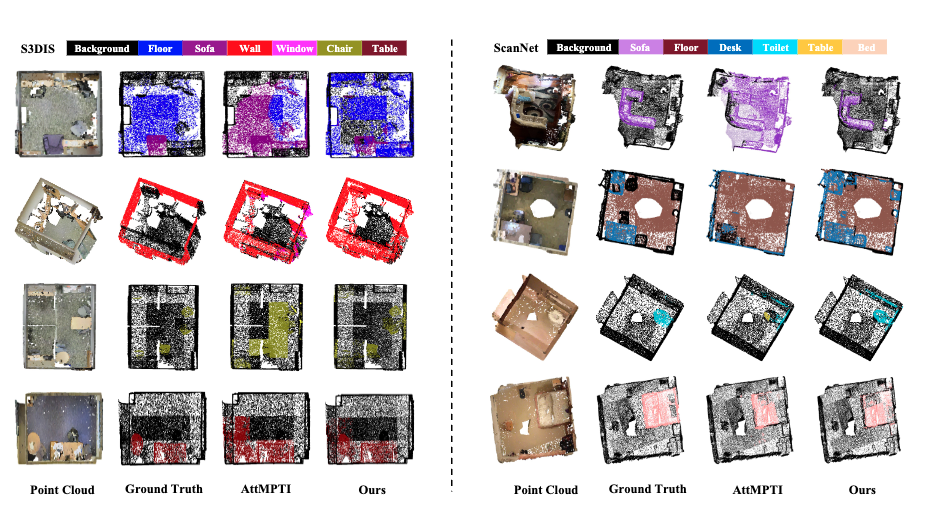 S3DIS Background Floor Sofa Wall Window Chair Table
ScanNet Background Sofa Floor Desk Toilet Table Bed
Point Cloud Ground Truth AttMPTI Ours
Point Cloud Ground Truth AttMPTI Ours